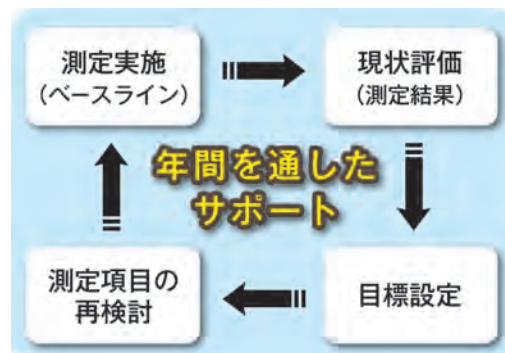 測定実施
（ベースライン）
現状評価
（測定結果）
年間を通した
サポート
測定項目の
再検討
目標設定